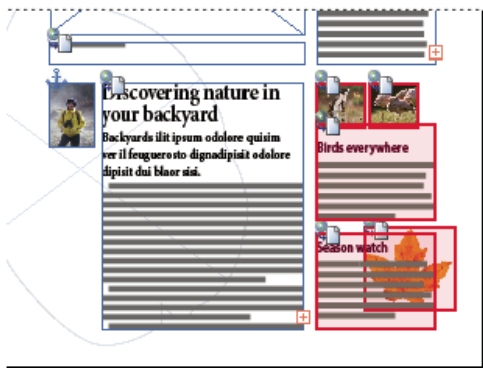 Discovering nature in
your backyard
Backyards ilit ipsum odolore quisim
ver il feuguerosto dignadipisit odolore
dipisit dui blaor sisi.
Birds everywhere
Season watch